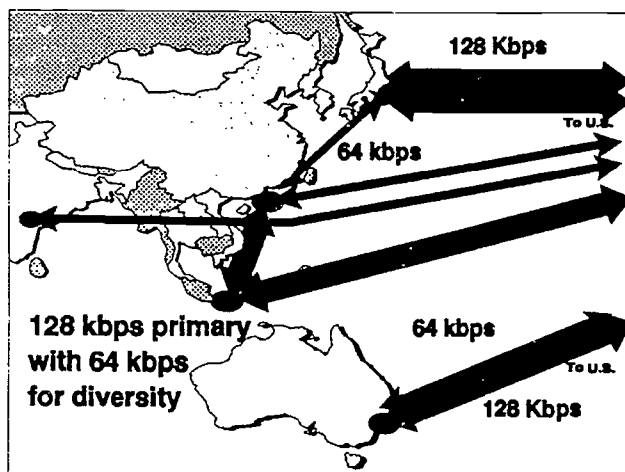 128 Kbps
To U.S.
64 kbps
128 kbps primary
with 64 kbps
for diversity
64 kbps
To U.S.
128 Kbps